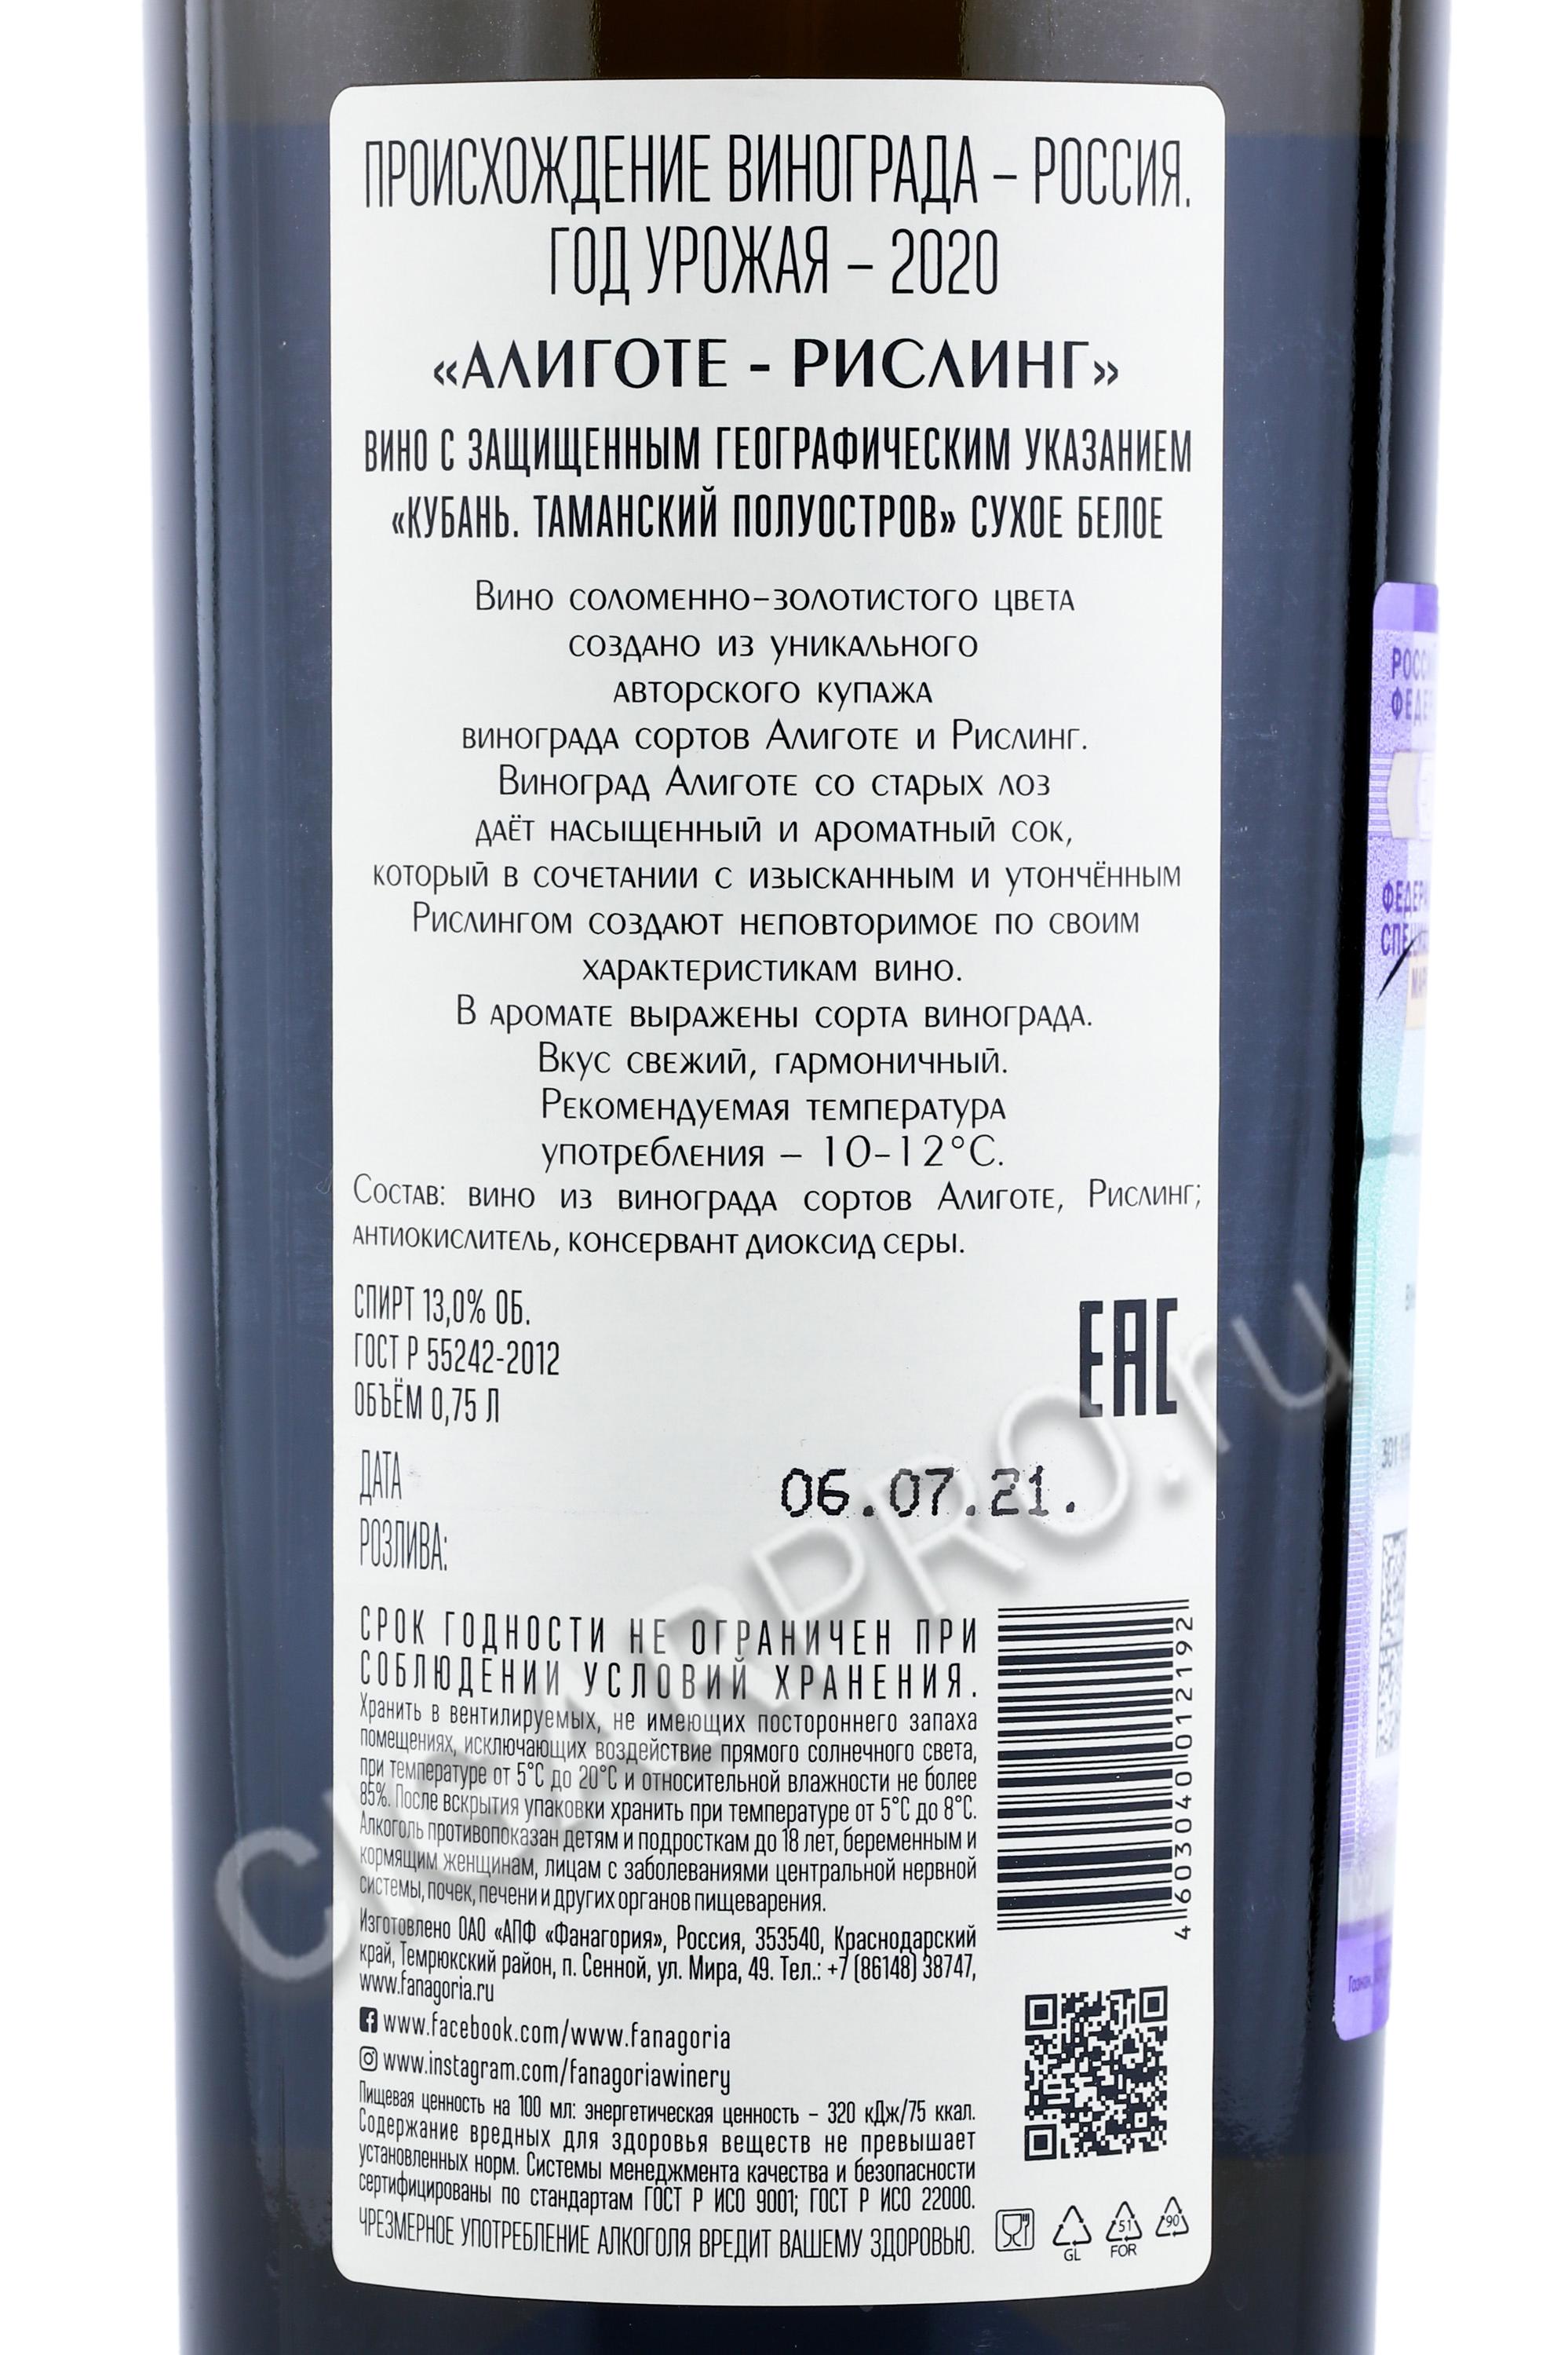 ПРОИСХОЖДЕНИЕ ВИНОГРАДА – РОССИЯ.
ГОД УРОЖАЯ – 2020
«АЛИГОТЕ - РИСЛИНГ»
ВИНО С ЗАЩИЩЕННЫМ ГЕОГРАФИЧЕСКИМ УКАЗАНИЕМ
«КУБАНЬ. ТАМАНСКИЙ ПОЛУОСТРОВ» СУХОЕ БЕЛОЕ
Вино соломенно-золотистого цвета
создано из уникального
авторского купажа
винограда сортов Алиготе и Рислинг.
Виноград Алиготе со старых лоз
даёт насыщенный и ароматный сок,
который в сочетании с изысканным и утончённым
Рислингом создают неповторимое по своим
характеристикам вино.
В аромате выражены сорта винограда.
Вкус свежий, гармоничный.
Рекомендуемая температура
употребления – 10-12°С.
Состав: вино из винограда сортов Алиготе, Рислинг;
антиокислитель, консервант диоксид серы.
СПИРТ 13,0% ОБ.
ГОСТ Р 55242-2012
ОБЪЁМ 0,75 Л
EAC
ДАТА
РОЗЛИВА:
06.07.21.
СРОК ГОДНОСТИ НЕ ОГРАНИЧЕН ПРИ
СОБЛЮДЕНИИ УСЛОВИЙ ХРАНЕНИЯ.
Хранить в вентилируемых, не имеющих постороннего запаха
помещениях, исключающих воздействие прямого солнечного света,
при температуре от 5°С до 20°С и относительной влажности не более
85%. После вскрытия упаковки хранить при температуре от 5°С до 8°С.
Алкоголь противопоказан детям и подросткам до 18 лет, беременным и
кормящим женщинам, лицам с заболеваниями центральной нервной
системы, почек, печени и других органов пищеварения.
Изготовлено ОАО «АПФ «Фанагория», Россия, 353540, Краснодарский
край, Темрюкский район, п. Сенной, ул. Мира, 49. Тел.: +7 (86148) 38747,
www.fanagoria.ru
www.facebook.com/www.fanagoria
www.instagram.com/fanagoriawinery
Пищевая ценность на 100 мл: энергетическая ценность – 320 кДж/75 ккал.
Содержание вредных для здоровья веществ не превышает
установленных норм. Системы менеджмента качества и безопасности
сертифицированы по стандартам ГОСТ Р ИСО 9001; ГОСТ Р ИСО 22000.
ЧРЕЗМЕРНОЕ УПОТРЕБЛЕНИЕ АЛКОГОЛЯ ВРЕДИТ ВАШЕМУ ЗДОРОВЬЮ.
4 603040 012192
GL
51
FOR
90
CIGARPRO.ru